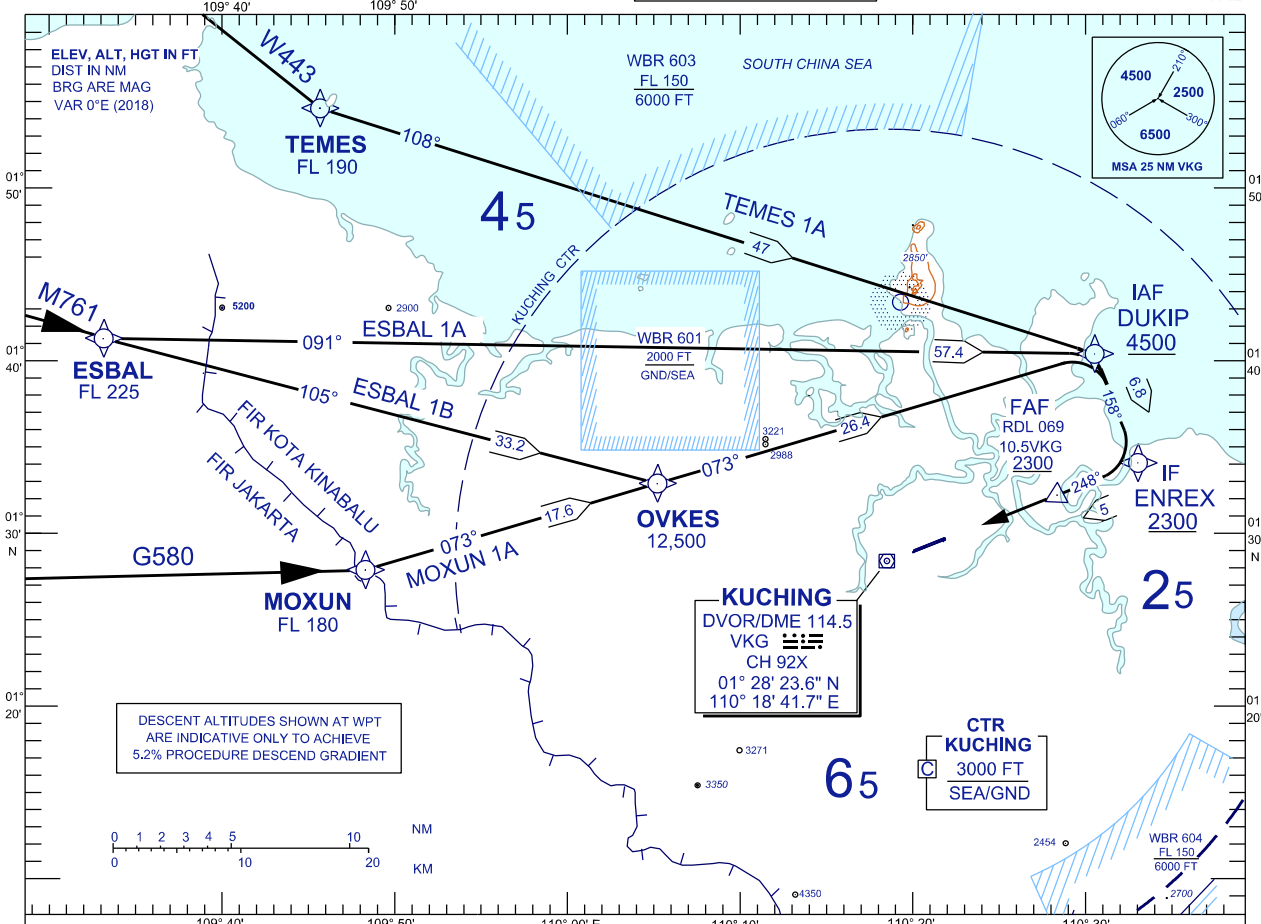 109° 40'
109° 50'
ELEV, ALT, HGT IN FT
DIST IN NM
BRG ARE MAG
VAR 0°E (2018)
W443
TEMES
FL 190
108°
WBR 603
FL 150
6000 FT
SOUTH CHINA SEA
4500
210°
2500
060°
300°
6500
MSA 25 NM VKG
01°
50'
01
50'
45
TEMES 1A
47
KUCHING CTR
2850'
M761
5200
2900
ESBAL 1A
091°
ESBAL
FL 225
WBR 601
2000 FT
GND/SEA
57.4
IAF
DUKIP
4500
01°
40'
01
40'
105°
ESBAL 1B
33.2
6.8
158°
FIR KOTA KINABALU
FIR JAKARTA
3221
2988
26.4
073°
FAF
RDL 069
10.5VKG
2300
248°
5
IF
ENREX
2300
OVKES
12,500
17.6
073°
MOXUN 1A
01°
30'
N
01
30'
N
G580
MOXUN
FL 180
25
KUCHING
DVOR/DME 114.5
VKG
CH 92X
01° 28' 23.6" N
110° 18' 41.7" E
01°
20'
01
20'
DESCENT ALTITUDES SHOWN AT WPT
ARE INDICATIVE ONLY TO ACHIEVE
5.2% PROCEDURE DESCEND GRADIENT
3271
3350
65
CTR
KUCHING
C
3000 FT
SEA/GND
0 1 2 3 4 5 10
NM
0 10 20
KM
2454
WBR 604
FL 150
6000 FT
2700
4350
109° 40'
109° 50'
110° 00' E
110° 10'
110° 20'
110° 30'